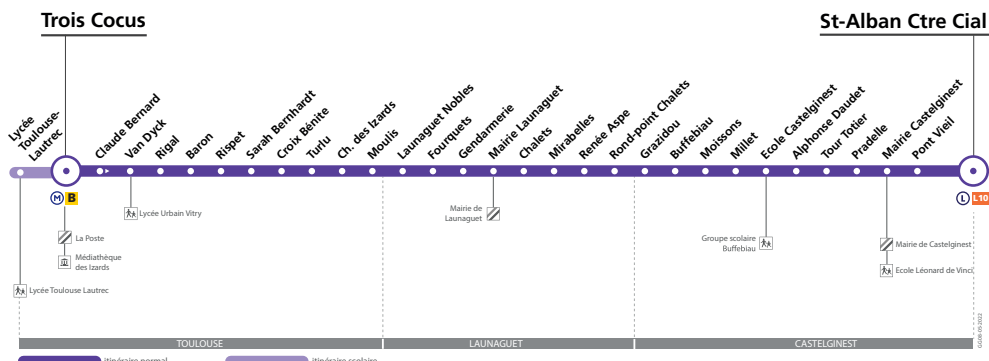 Trois Cocus
St-Alban Ctre Cial
Lycée
Toulouse-
Lautrec
Claude Bernard
Van Dyck
Rigal
Baron
Rispet
Sarah Bernhardt
Croix Bénite
Turlu
Ch. des Izards
Moulis
Launaguet Nobles
Fourquets
Gendarmerie
Mairie Launaguet
Chalets
Mirabelles
Renée Aspe
Rond-point Chalets
Grazidou
Buffebiau
Moissons
Millet
Ecole Castelginest
Alphonse Daudet
Tour Totier
Pradelle
Mairie Castelginest
Pont Vieil
M B
L L10
Lycée Urbain Vitry
La Poste
Médiathèque
des Izards
Lycée Toulouse Lautrec
Mairie de
Launaguet
Groupe scolaire
Buffebiau
Mairie de Castelginest
Ecole Léonard de Vinci
TOULOUSE
LAUNAGUET
CASTELGINEST
itinéraire normal
itinéraire scolaire